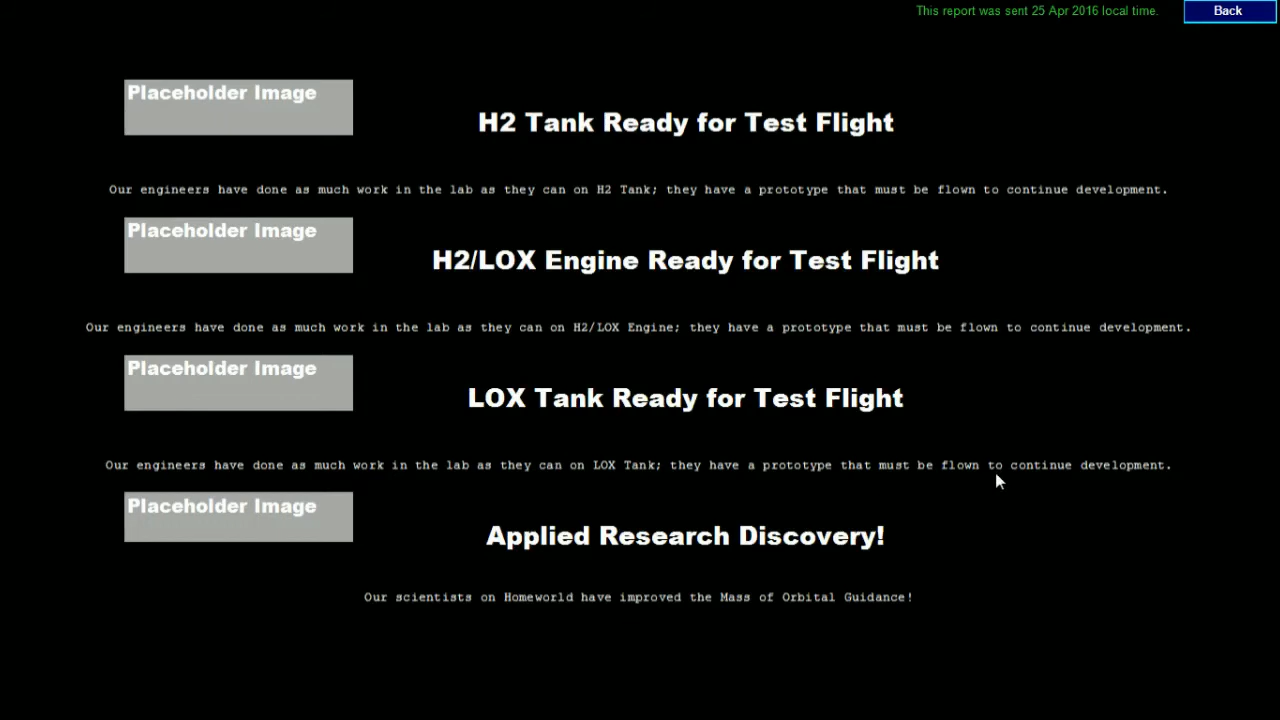 This report was sent 25 Apr 2016 local time.
Back
Placeholder Image
H2 Tank Ready for Test Flight
Our engineers have done as much work in the lab as they can on H2 Tank; they have a prototype that must be flown to continue development.
Placeholder Image
H2/LOX Engine Ready for Test Flight
Our engineers have done as much work in the lab as they can on H2/LOX Engine; they have a prototype that must be flown to continue development.
Placeholder Image
LOX Tank Ready for Test Flight
Our engineers have done as much work in the lab as they can on LOX Tank; they have a prototype that must be flown to continue development.
Placeholder Image
Applied Research Discovery!
Our scientists on Homeworld have improved the Mass of Orbital Guidance!